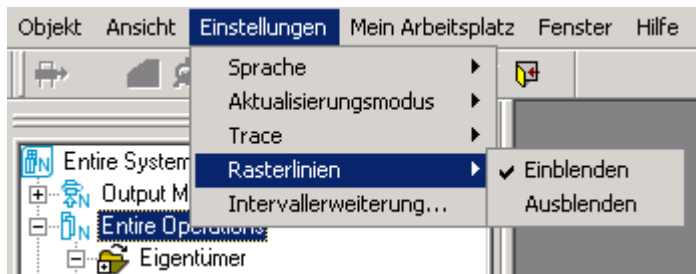 Objekt Ansicht Einstellungen Mein Arbeitsplatz Fenster Hilfe
Sprache
Aktualisierungsmodus
Trace
Entire System
Rasterlinien
Einblenden
Output M
Intervallerweiterung...
Ausblenden
Entire Operations
Eigentümer